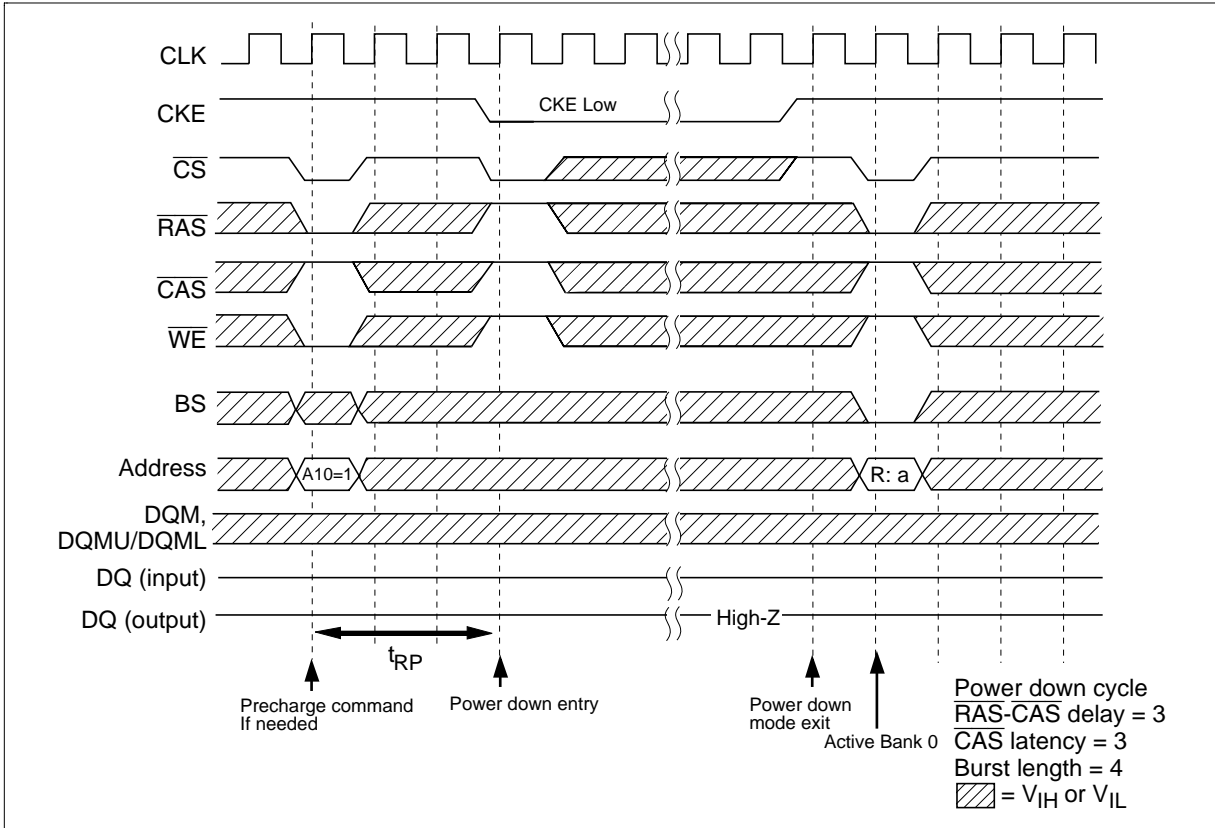 CLK
CKE
CKE Low
CS
RAS
CAS
WE
BS
Address
A10=1
R: a
DQM,
DQMU/DQML
DQ (input)
DQ (output)
High-Z
tRP
Precharge command
If needed
Power down entry
Power down
mode exit
Active Bank 0
Power down cycle
RAS-CAS delay = 3
CAS latency = 3
Burst length = 4
= VIH or VIL